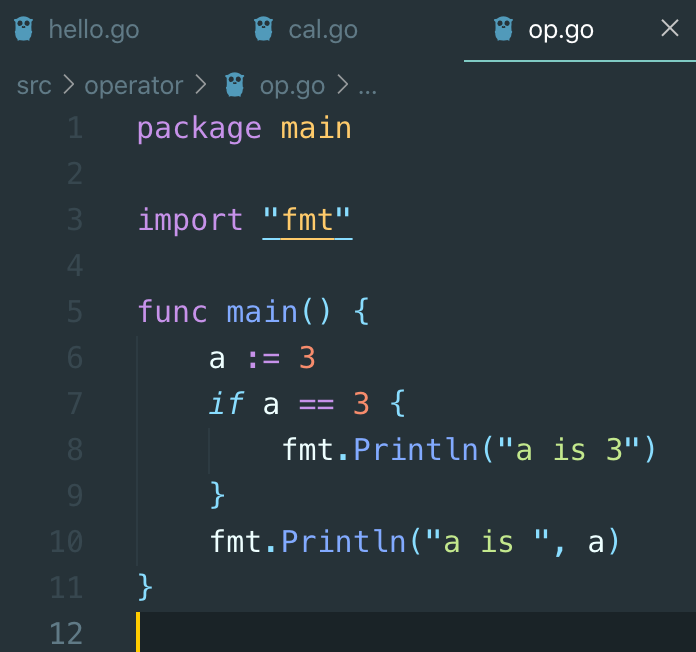 hello.go cal.go op.go ×
src > operator > op.go > ...
1 package main
2
3 import "fmt"
4
5 func main() {
6     a := 3
7     if a == 3 {
8         fmt.Println("a is 3")
9     }
10     fmt.Println("a is ", a)
11 }
12